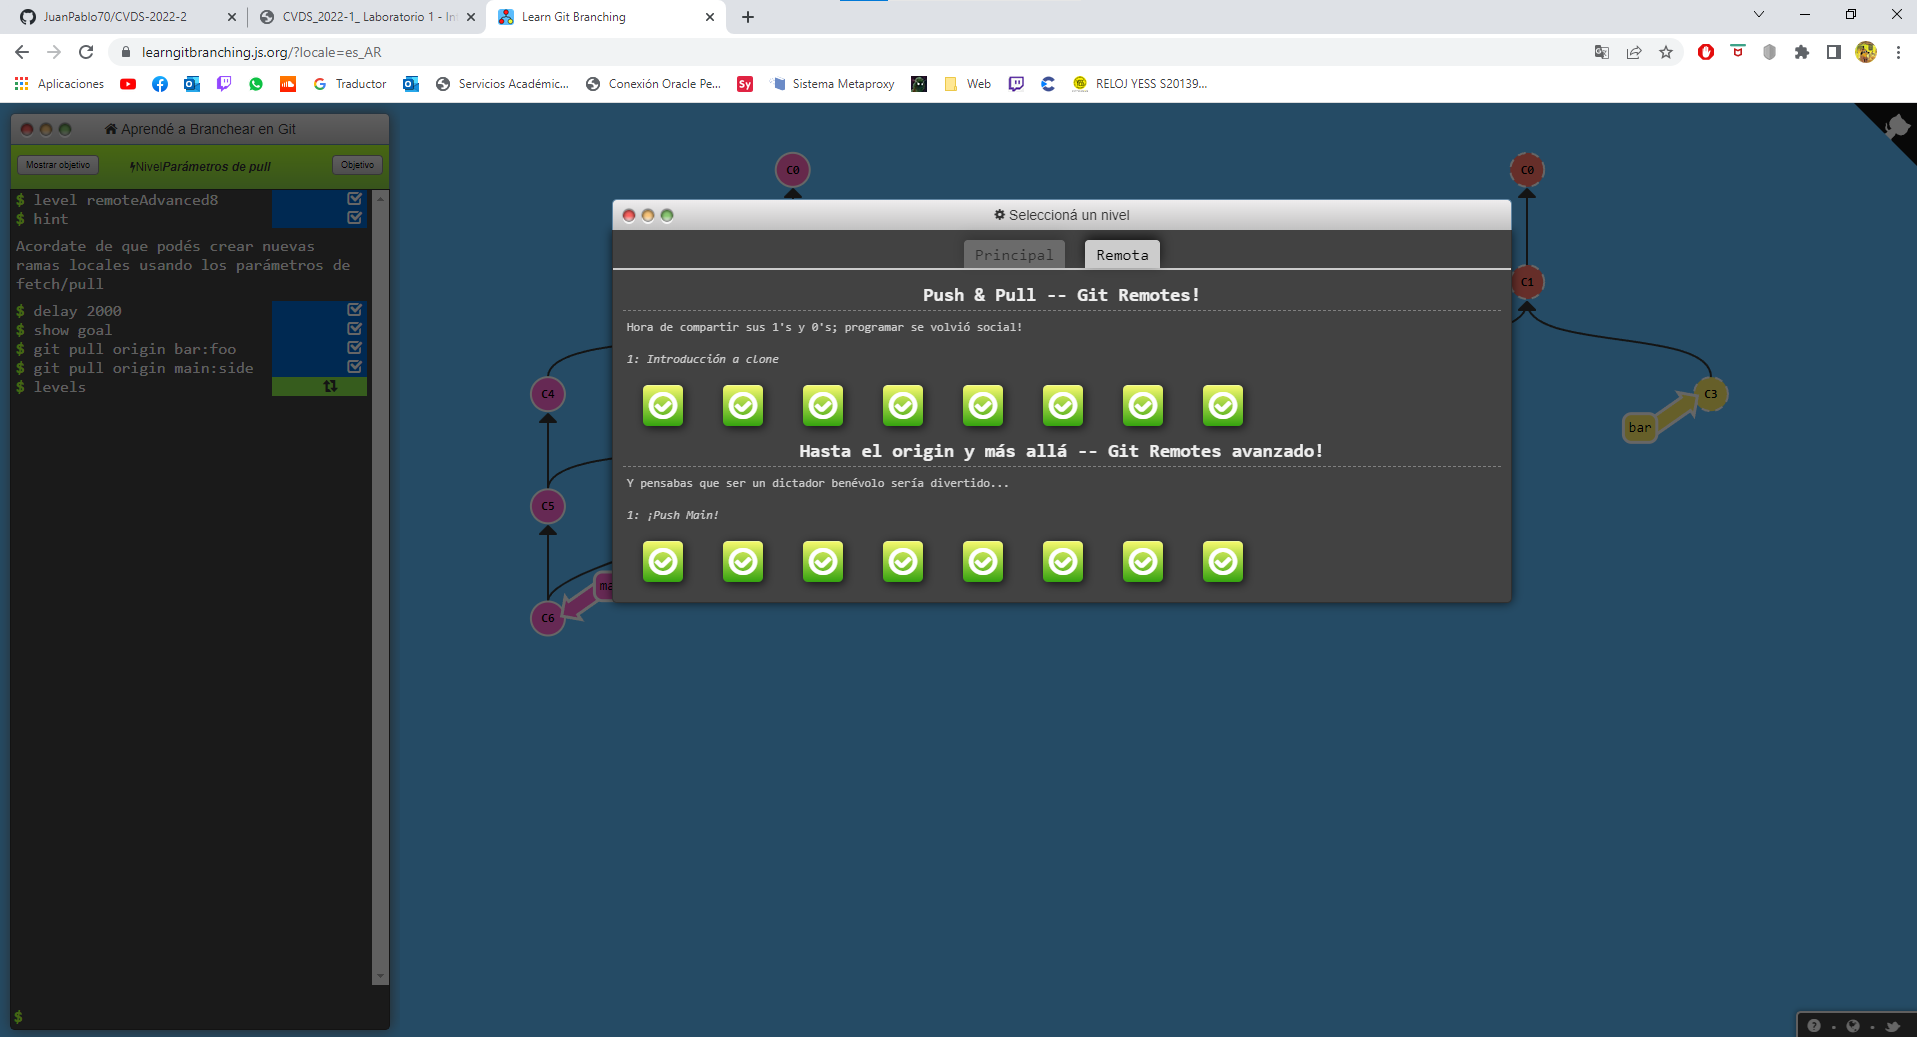 JuanPablo70/CVDS-2022-2
CVDS_2022-1_ Laboratorio 1 - Int
Learn Git Branching
learngitbranching.js.org/?locale=es_AR
Aplicaciones
Traductor
Servicios Académic...
Conexión Oracle Pe...
Sy
Sistema Metaproxy
Web
RELOJ YESS S20139...
Aprendé a Branchear en Git
Mostrar objetivo
NivelParámetros de pull
Objetivo
$ level remoteAdvanced8
$ hint
Acordate de que podés crear nuevas
ramas locales usando los parámetros de
fetch/pull
$ delay 2000
$ show goal
$ git pull origin bar:foo
$ git pull origin main:side
$ levels
$
C0
C4
C5
C6
ma
Seleccioná un nivel
Principal
Remota
Push & Pull -- Git Remotes!
Hora de compartir sus 1's y 0's; programar se volvió social!
1: Introducción a clone
Hasta el origin y más allá -- Git Remotes avanzado!
Y pensabas que ser un dictador benévolo sería divertido...
1: ¡Push Main!
C0
C1
C3
bar